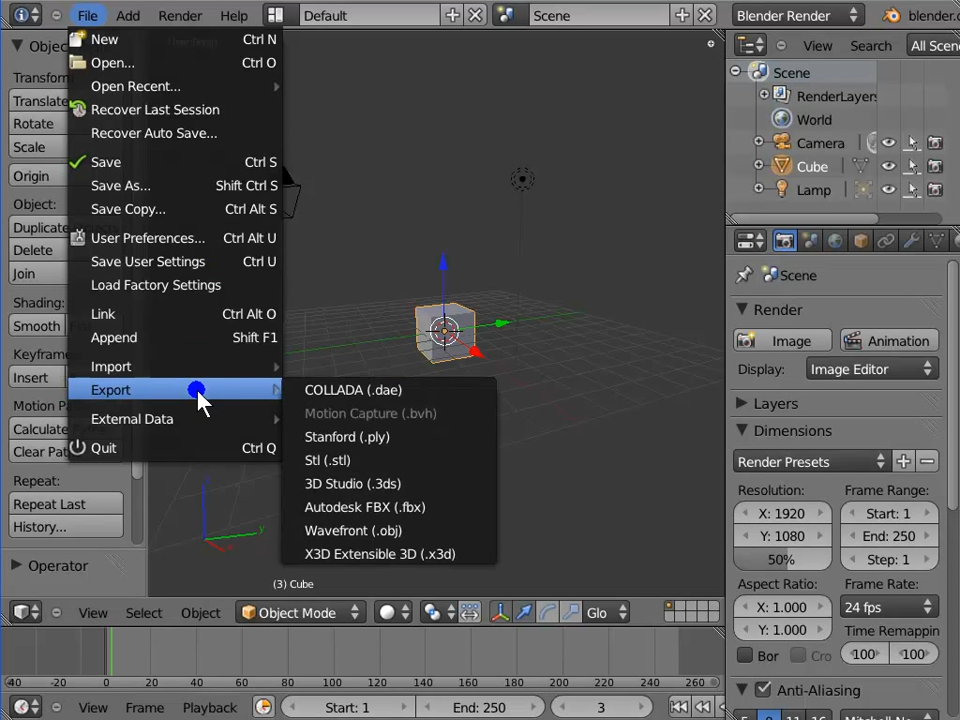 File Add Render Help Default Scene Blender Render blender.
New Ctrl N
Open... Ctrl O
Open Recent...
Recover Last Session
Recover Auto Save...
Save Ctrl S
Save As... Shift Ctrl S
Save Copy... Ctrl Alt S
User Preferences... Ctrl Alt U
Save User Settings Ctrl U
Load Factory Settings
Link Ctrl Alt O
Append Shift F1
Import
Export
External Data
Quit Ctrl Q
COLLADA (.dae)
Motion Capture (.bvh)
Stanford (.ply)
Stl (.stl)
3D Studio (.3ds)
Autodesk FBX (.fbx)
Wavefront (.obj)
X3D Extensible 3D (.x3d)
Obje
Transform
Translate
Rotate
Scale
Origin
Object:
Duplicate
Delete
Join
Shading:
Smooth
Keyframe
Insert
Motion P
Calculate
Clear Pat
Repeat:
Repeat Last
History...
Operator
z
y
x
(3) Cube
View Select Object Object Mode Glo
-40 -20 0 20 40 60 80 100 120 140 160 180 200 220 240 260
View Frame Playback Start: 1 End: 250 3
View Search All Scen
Scene
RenderLayers
World
Camera
Cube
Lamp
Scene
Render
Image Animation
Display: Image Editor
Layers
Dimensions
Render Presets
Resolution: Frame Range:
X: 1920 Start: 1
Y: 1080 End: 250
50% Step: 1
Aspect Ratio: Frame Rate:
X: 1.000 24 fps
Y: 1.000 Time Remappin
Bor Cro 100 100
Anti-Aliasing
5 8 11 16 Mitchell-N